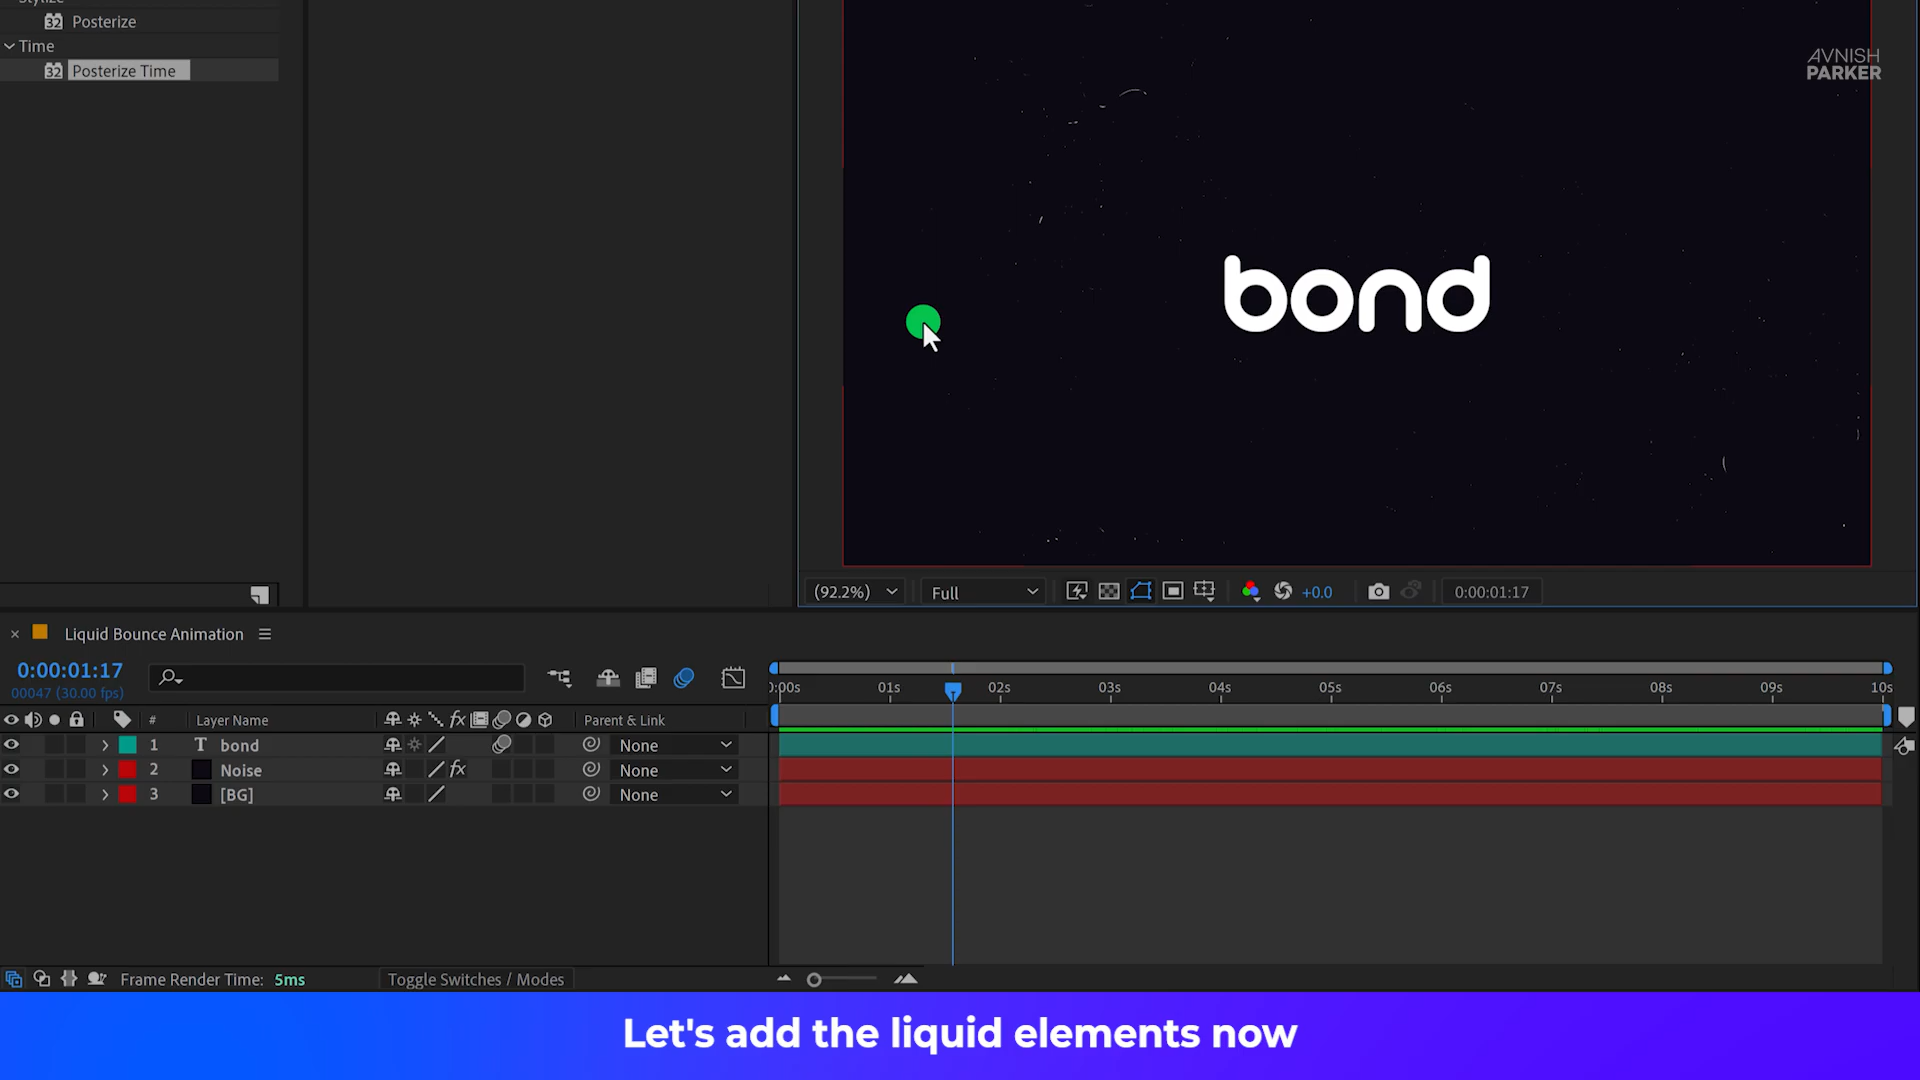 Stylize
Posterize
Time
Posterize Time
AVNISH
PARKER
bond
(92.2%)
Full
+0.0
0:00:01:17
Liquid Bounce Animation
0:00:01:17
00047 (30.00 fps)
:00s 01s 02s 03s 04s 05s 06s 07s 08s 09s 10s
# Layer Name fx Parent & Link
1 T bond None
2 Noise fx None
3 [BG] None
Frame Render Time: 5ms Toggle Switches / Modes
Let's add the liquid elements now